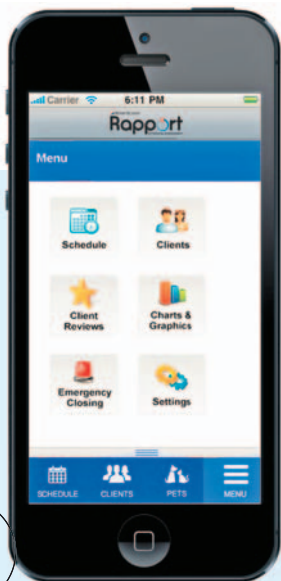 Carrier 6:11 PM
Rapport
Menu
Schedule Clients
Client
Reviews
Charts &
Graphics
Emergency
Closing
Settings
SCHEDULE CLIENTS PETS MENU